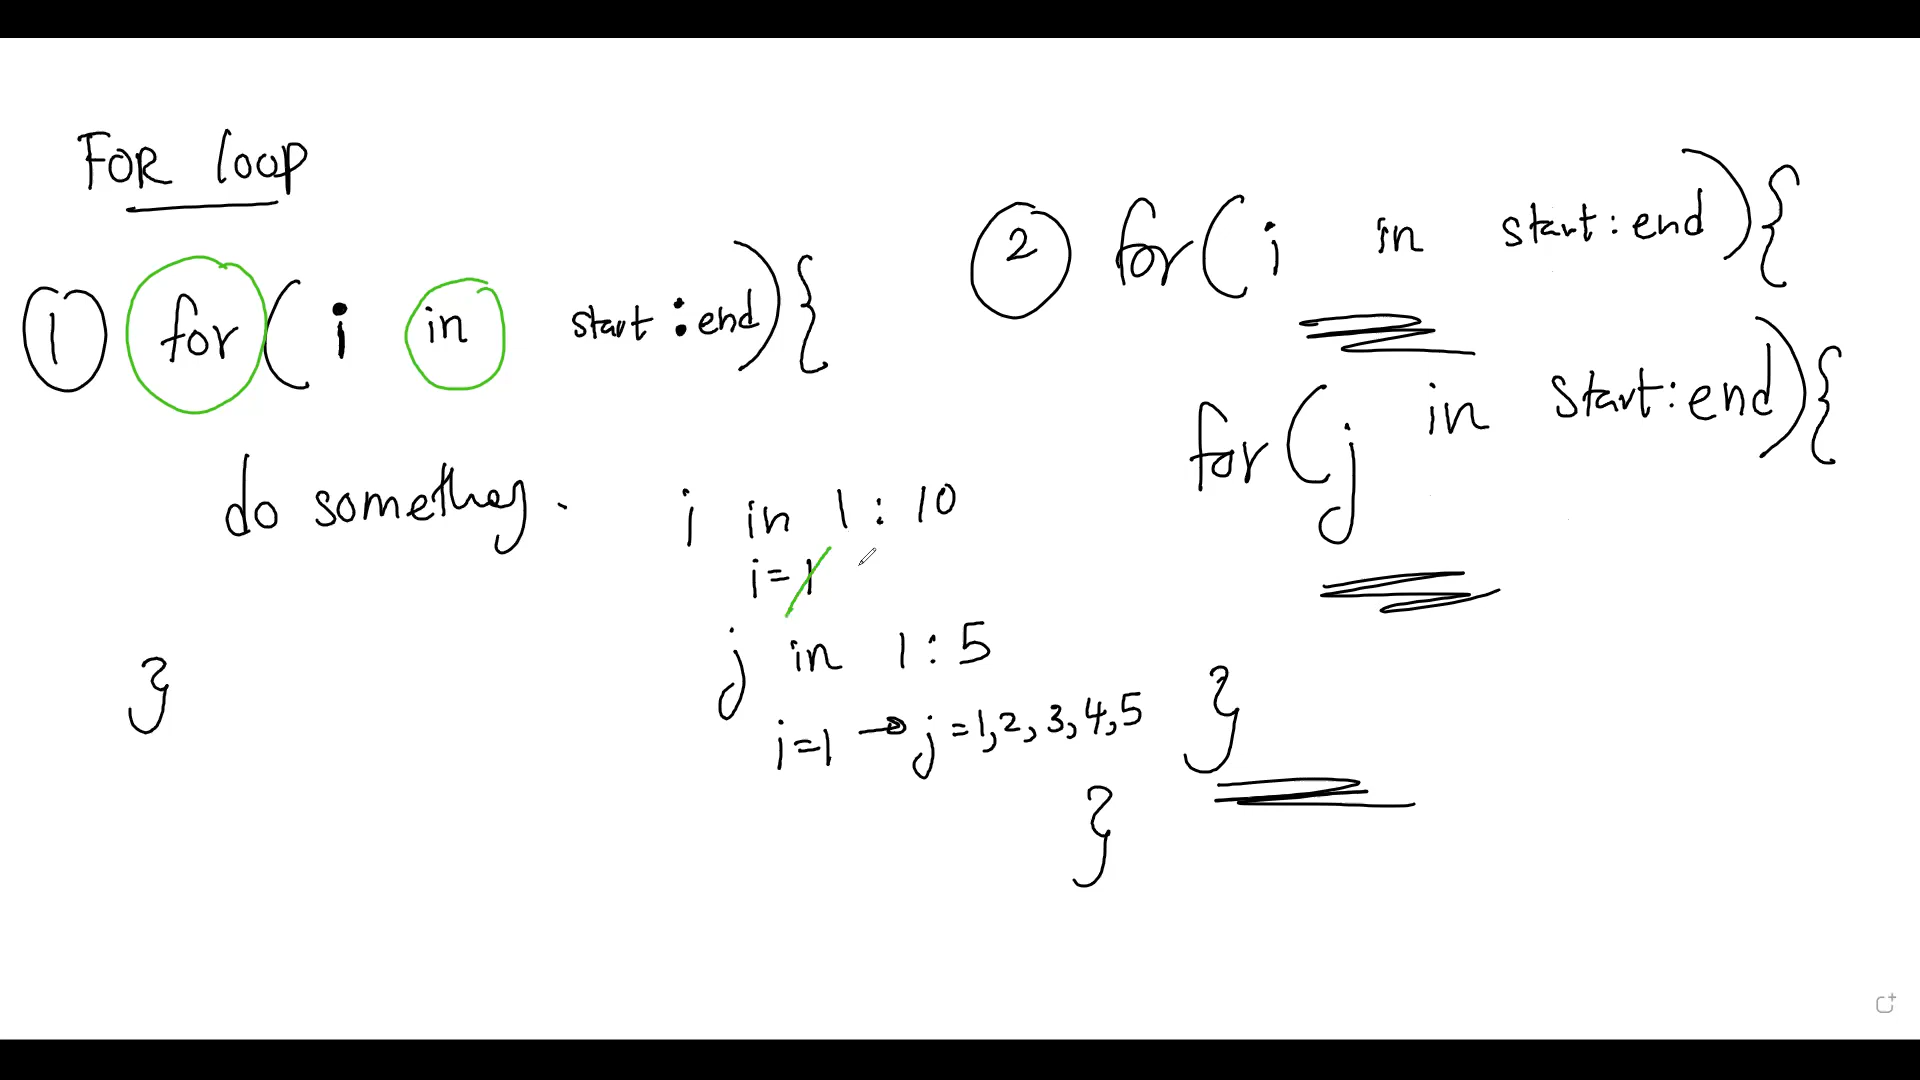 FOR loop
1 for( i in start : end){
do something.
}
2 for( i in start : end){
for( j in start : end){
}
}
i in 1 : 10
i = 1
j in 1 : 5
i=1 → j = 1, 2, 3, 4, 5